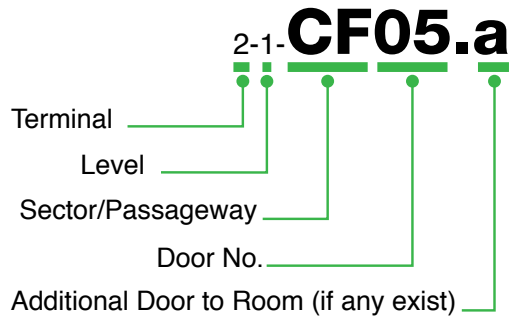 2-1-CF05.a
Terminal
Level
Sector/Passageway
Door No.
Additional Door to Room (if any exist)